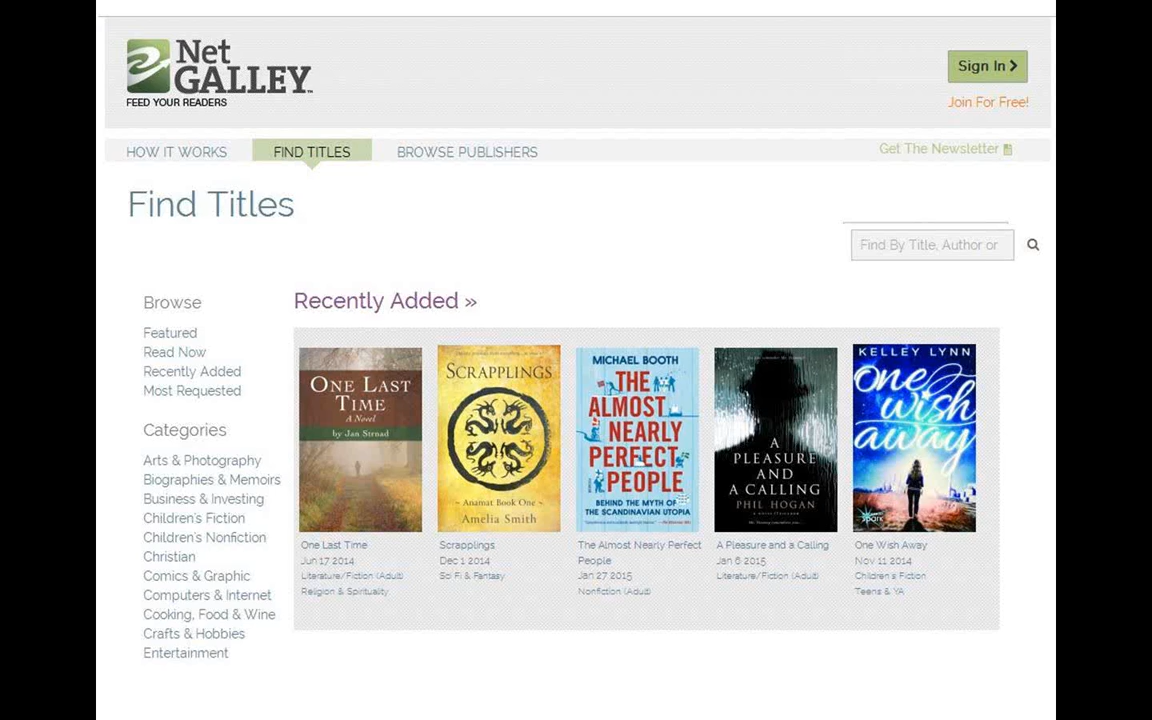 Net
GALLEY™
FEED YOUR READERS
Sign In
Join For Free!
HOW IT WORKS
FIND TITLES
BROWSE PUBLISHERS
Get The Newsletter
Find Titles
Find By Title, Author or
Browse
Featured
Read Now
Recently Added
Most Requested
Categories
Arts & Photography
Biographies & Memoirs
Business & Investing
Children's Fiction
Children's Nonfiction
Christian
Comics & Graphic
Computers & Internet
Cooking, Food & Wine
Crafts & Hobbies
Entertainment
Recently Added »
ONE LAST
TIME
A Novel
by Jan Strnad
SCRAPPLINGS
~ Anamat Book One ~
Amelia Smith
MICHAEL BOOTH
THE
ALMOST
NEARLY
PERFECT
PEOPLE
BEHIND THE MYTH OF
THE SCANDINAVIAN UTOPIA
A
PLEASURE
AND
A CALLING
PHIL HOGAN
KELLEY LYNN
one
wish
away
spark
One Last Time
Jun 17 2014
Literature/Fiction (Adult)
Religion & Spirituality
Scrapplings
Dec 1 2014
Sci Fi & Fantasy
The Almost Nearly Perfect
People
Jan 27 2015
Nonfiction (Adult)
A Pleasure and a Calling
Jan 6 2015
Literature/Fiction (Adult)
One Wish Away
Nov 11 2014
Children's Fiction
Teens & YA